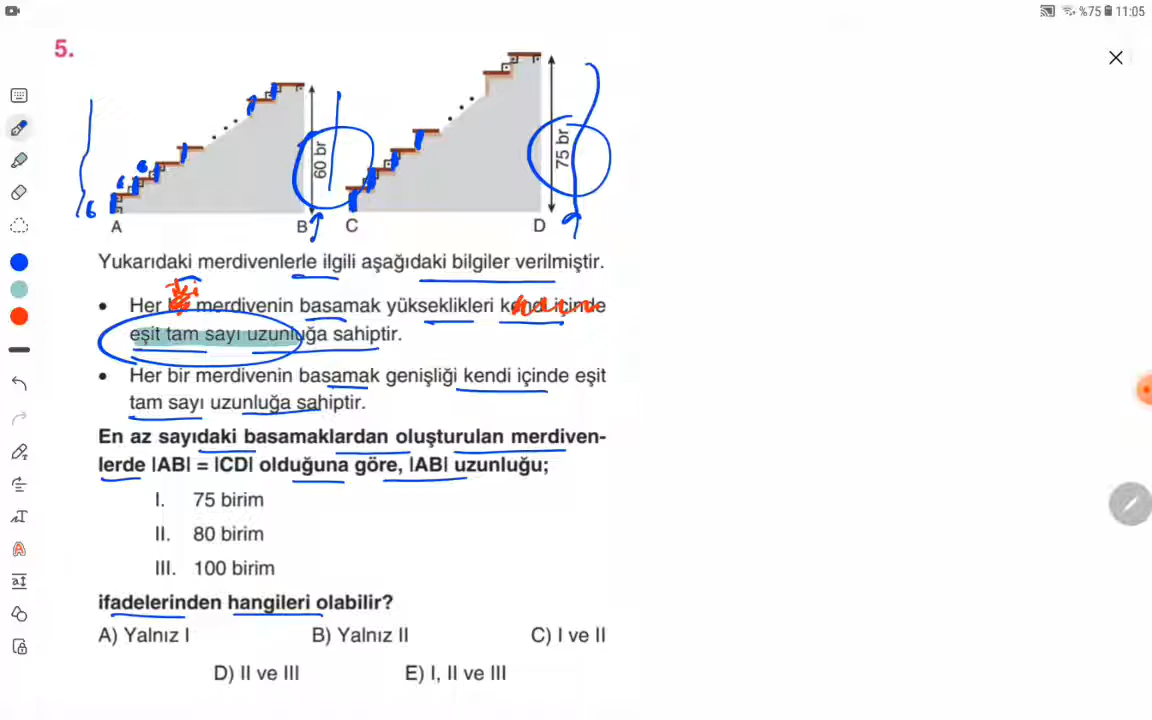 %75 11:05
5.
60 br
75 br
A B C D
Yukarıdaki merdivenlerle ilgili aşağıdaki bilgiler verilmiştir.
• Her merdivenin basamak yükseklikleri kendi içinde
eşit tam sayı uzunluğa sahiptir.
• Her bir merdivenin basamak genişliği kendi içinde eşit
tam sayı uzunluğa sahiptir.
En az sayıdaki basamaklardan oluşturulan merdiven-
lerde |AB| = |CD| olduğuna göre, |AB| uzunluğu;
I. 75 birim
II. 80 birim
III. 100 birim
ifadelerinden hangileri olabilir?
A) Yalnız I B) Yalnız II C) I ve II
D) II ve III E) I, II ve III